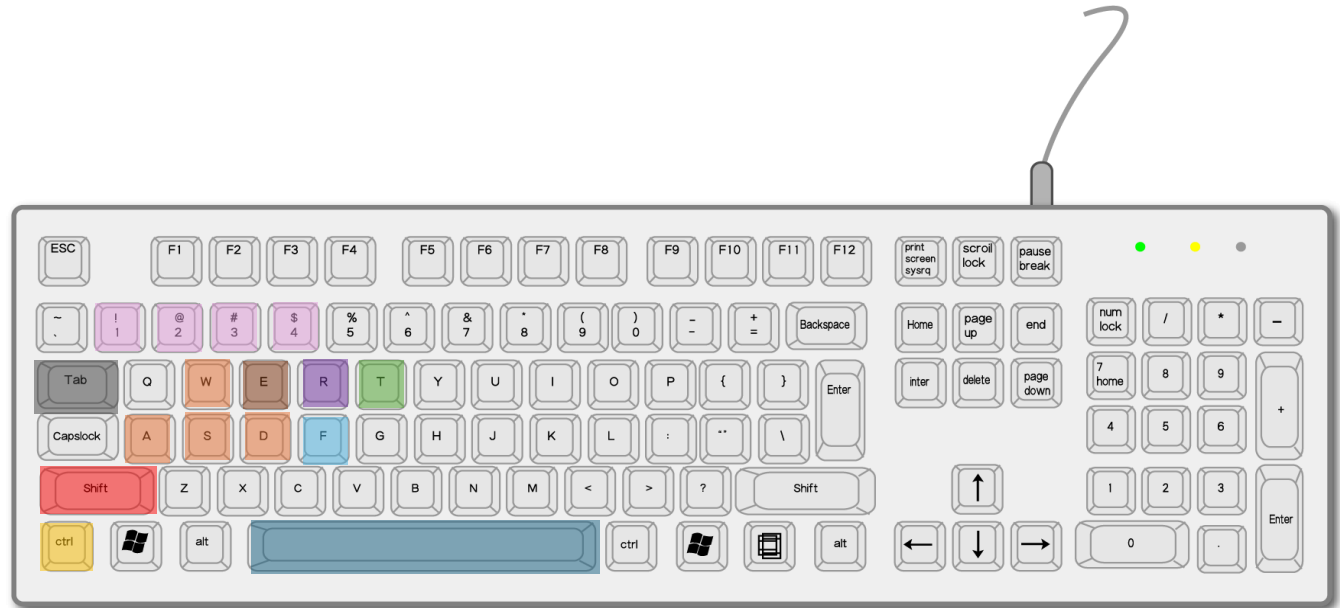 ESC F1 F2 F3 F4 F5 F6 F7 F8 F9 F10 F11 F12
print screen sysrq
scroil lock
pause break
~ `
! 1
@ 2
# 3
$ 4
% 5
^ 6
& 7
* 8
( 9
) 0
– -
+ =
Backspace
Home
page up
end
num lock
/
*
–
Tab Q W E R T Y U I O P { } Enter
inter
delete
page down
7 home
8
9
+
Capslock A S D F G H J K L : "" \
4
5
6
Shift Z X C V B N M < > ? Shift
↑
1
2
3
Enter
ctrl alt ctrl alt
← ↓ →
0
.